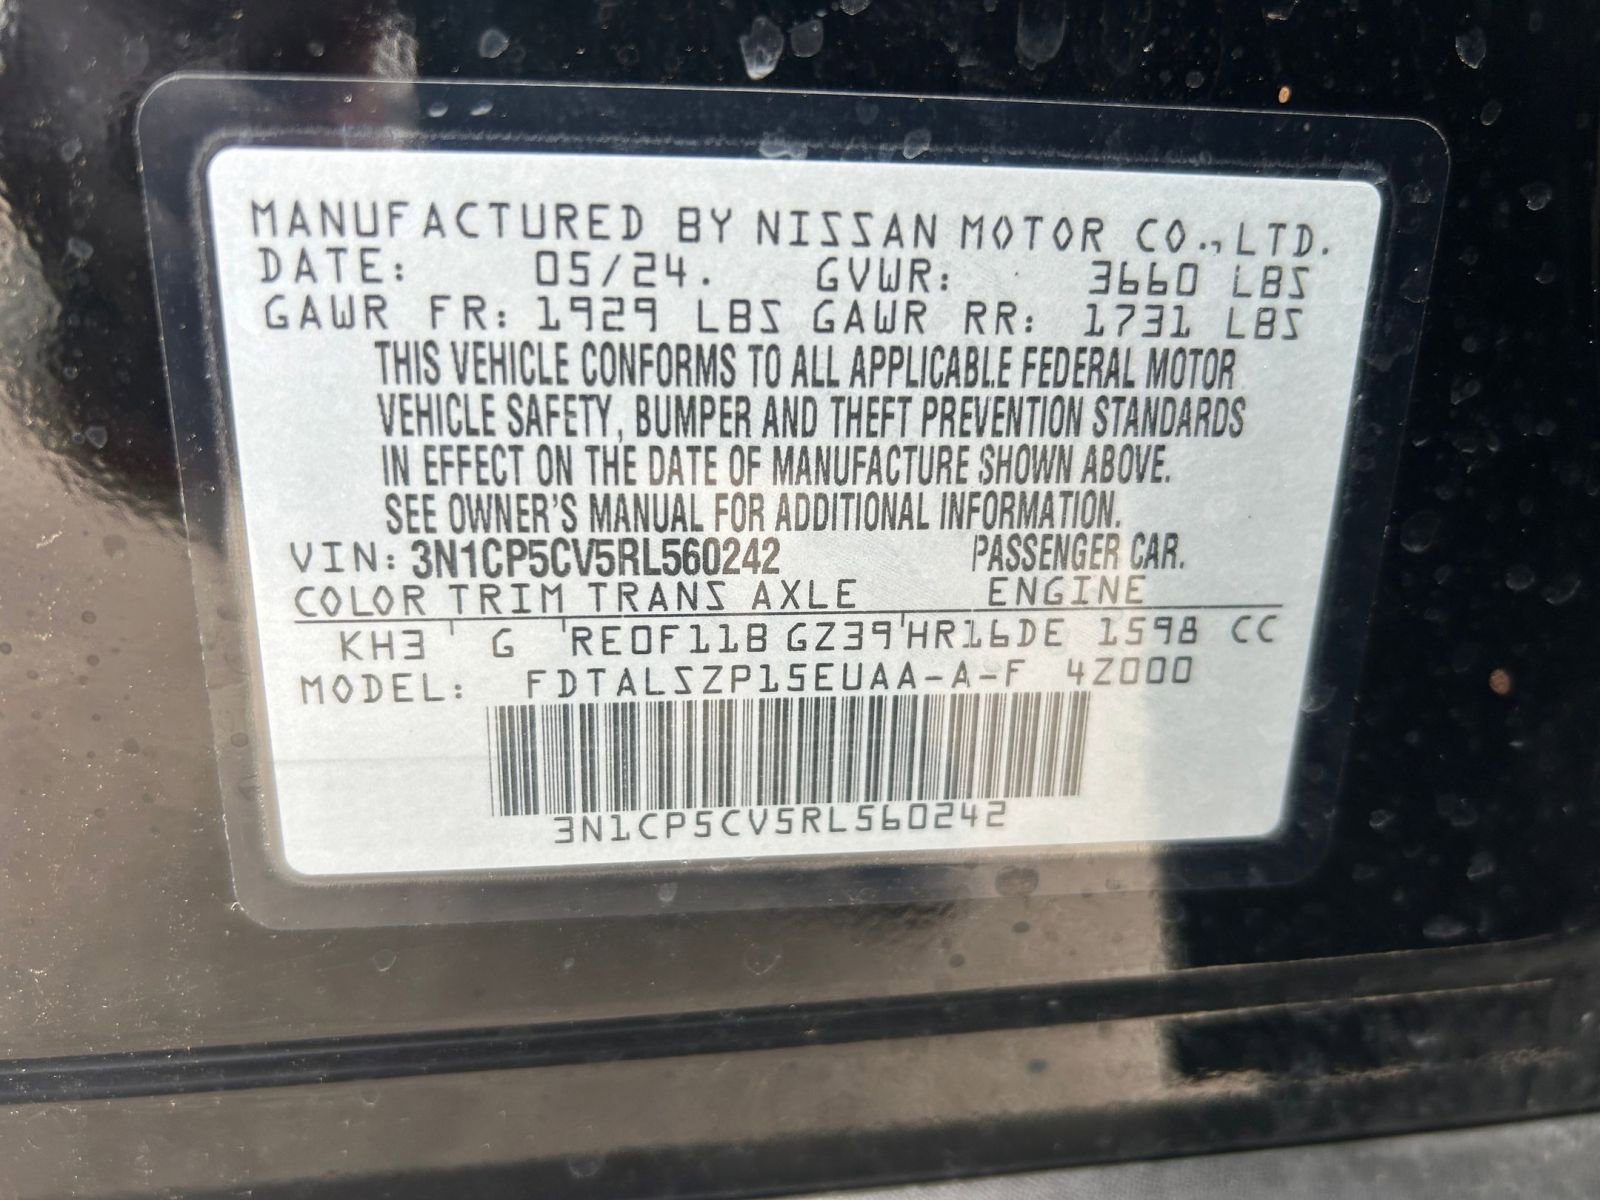 MANUFACTURED BY NISSAN MOTOR CO.,LTD.
DATE: 05/24. GVWR: 3660 LBS
GAWR FR: 1929 LBS GAWR RR: 1731 LBS
THIS VEHICLE CONFORMS TO ALL APPLICABLE FEDERAL MOTOR
VEHICLE SAFETY, BUMPER AND THEFT PREVENTION STANDARDS
IN EFFECT ON THE DATE OF MANUFACTURE SHOWN ABOVE.
SEE OWNER'S MANUAL FOR ADDITIONAL INFORMATION.
VIN: 3N1CP5CV5RL560242 PASSENGER CAR.
COLOR TRIM TRANS AXLE ENGINE
KH3 G RE0F11B GZ39 HR16DE 1598 CC
MODEL: FDTALSZP15EUAA-A-F 4Z000
3N1CP5CV5RL560242